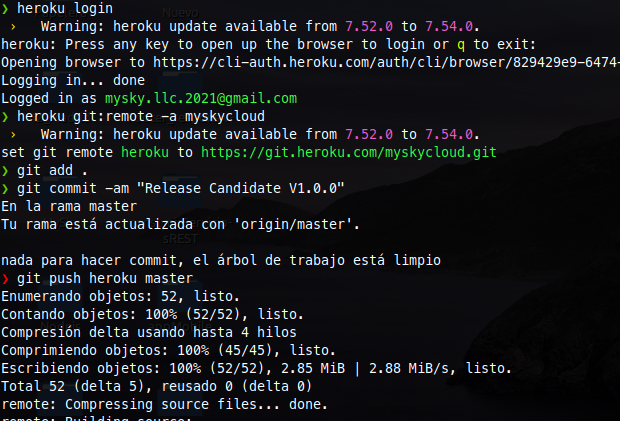 ❯ heroku login
› Warning: heroku update available from 7.52.0 to 7.54.0.
heroku: Press any key to open up the browser to login or q to exit:
Opening browser to https://cli-auth.heroku.com/auth/cli/browser/829429e9-6474-
Logging in... done
Logged in as mysky.llc.2021@gmail.com
❯ heroku git:remote -a myskycloud
› Warning: heroku update available from 7.52.0 to 7.54.0.
set git remote heroku to https://git.heroku.com/myskycloud.git
❯ git add .
❯ git commit -am "Release Candidate V1.0.0"
En la rama master
Tu rama está actualizada con 'origin/master'.
sREST
nada para hacer commit, el árbol de trabajo está limpio
❯ git push heroku master
Enumerando objetos: 52, listo.
Contando objetos: 100% (52/52), listo.
Compresión delta usando hasta 4 hilos
Comprimiendo objetos: 100% (45/45), listo.
Escribiendo objetos: 100% (52/52), 2.85 MiB | 2.88 MiB/s, listo.
Total 52 (delta 5), reusado 0 (delta 0)
remote: Compressing source files... done.
remote: Building source: